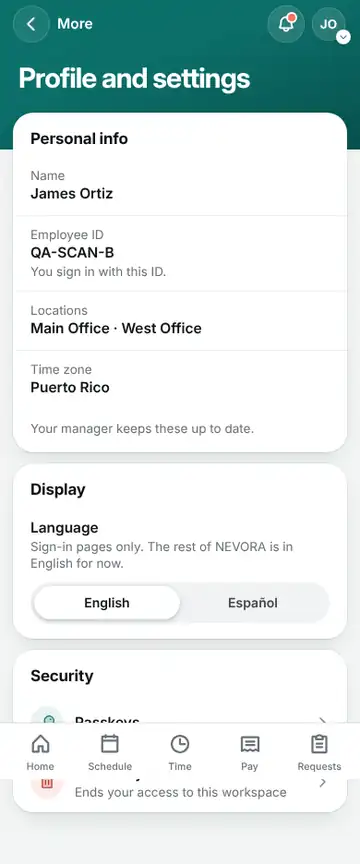 More
JO
Profile and settings
Personal info
Name
James Ortiz
Employee ID
QA-SCAN-B
You sign in with this ID.
Locations
Main Office · West Office
Time zone
Puerto Rico
Your manager keeps these up to date.
Display
Language
Sign-in pages only. The rest of NEVORA is in
English for now.
English
Español
Security
Passkeys
Home
Schedule
Time
Pay
Requests
Ends your access to this workspace